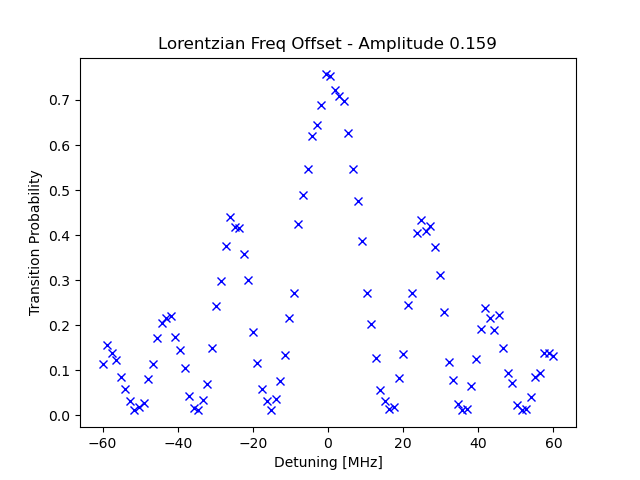 Lorentzian Freq Offset - Amplitude 0.159
Transition Probability
0.7
0.6
0.5
0.4
0.3
0.2
0.1
0.0
−60 −40 −20 0 20 40 60
Detuning [MHz]